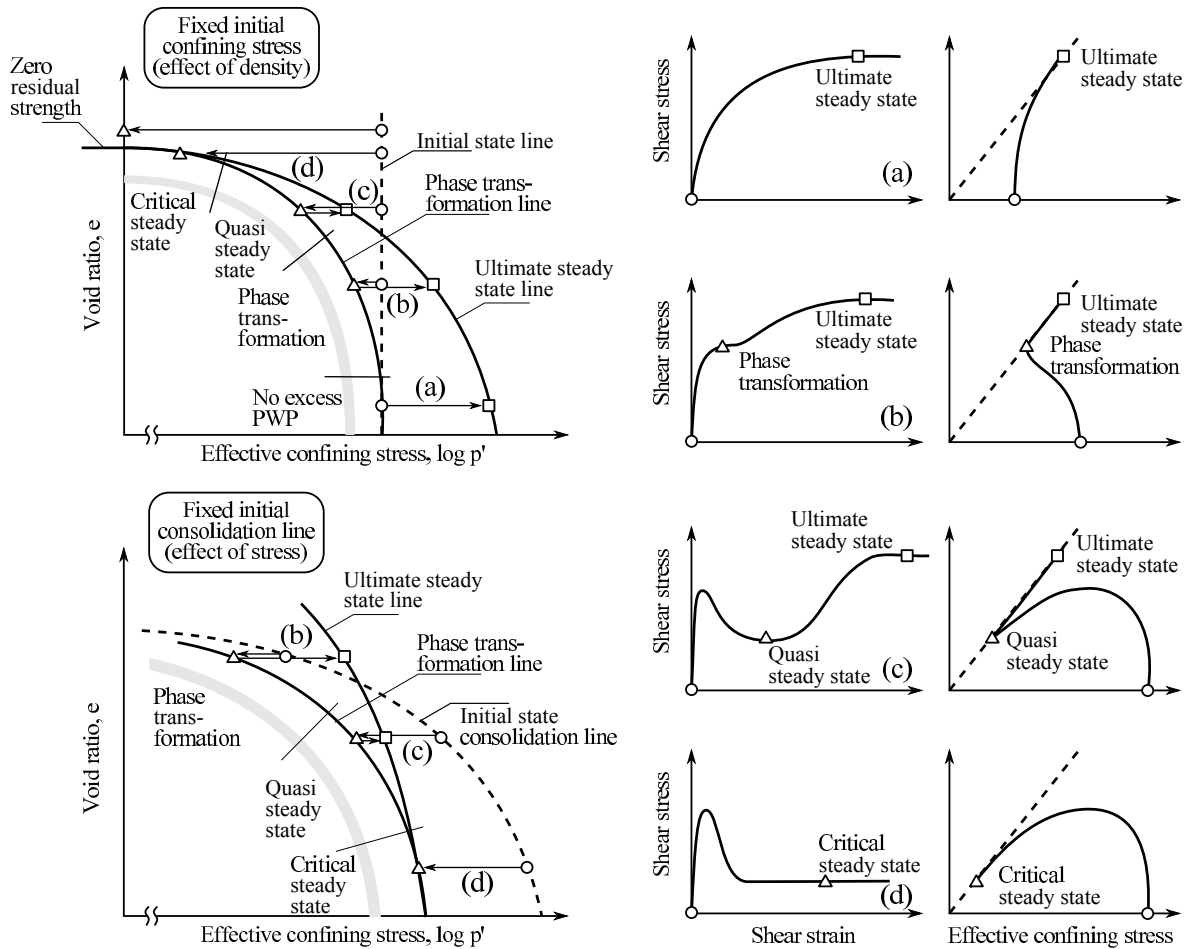 Fixed initial
confining stress
(effect of density)
Zero
residual
strength
Initial state line
(d)
(c)
Phase trans-
formation line
Critical
steady
state
Quasi
steady
state
Ultimate steady
state line
Phase
trans-
formation
(b)
(a)
No excess
PWP
Void ratio, e
Effective confining stress, log p'
Fixed initial
consolidation line
(effect of stress)
Ultimate steady
state line
(b)
Phase trans-
formation line
Phase
trans-
formation
Initial state
consolidation line
(c)
Quasi
steady
state
Critical
steady
state
(d)
Void ratio, e
Effective confining stress, log p'
Shear stress
Ultimate
steady state
(a)
Ultimate
steady state
Shear stress
Ultimate
steady state
Phase
transformation
(b)
Ultimate
steady state
Phase
transformation
Shear stress
Ultimate
steady state
Quasi
steady state
(c)
Ultimate
steady state
Quasi
steady state
Shear stress
Critical
steady state
(d)
Shear strain
Critical
steady state
Effective confining stress